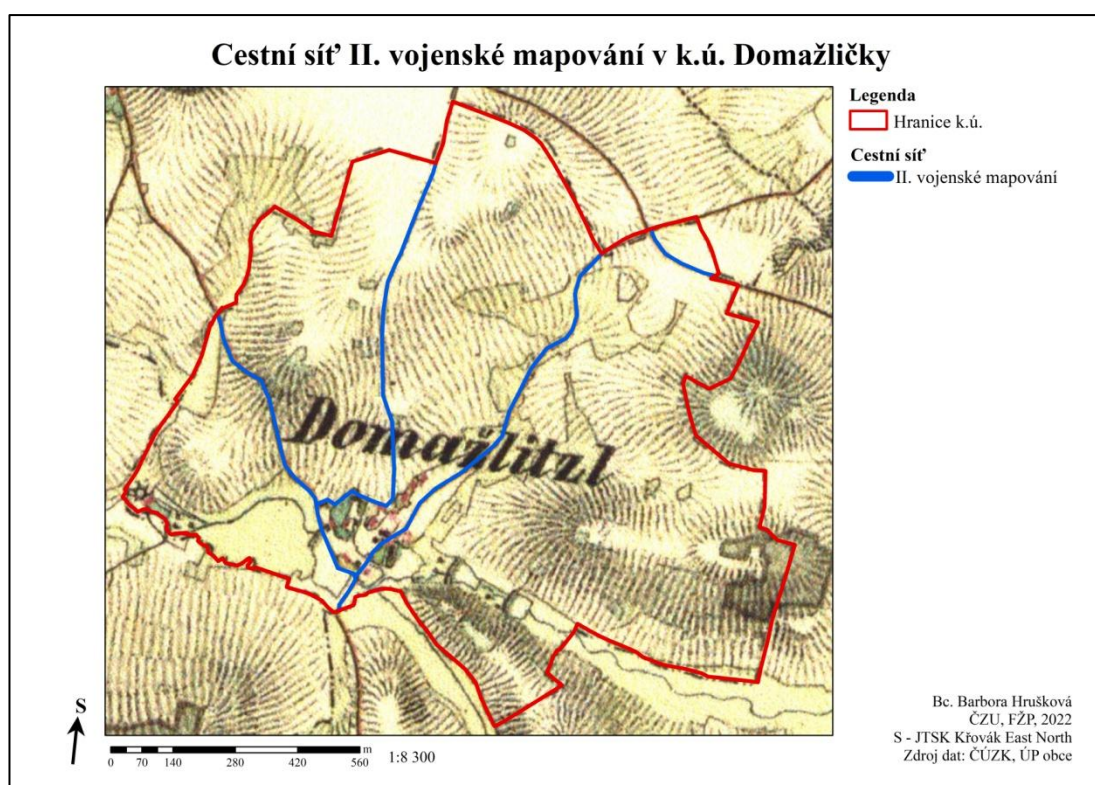 Cestní síť II. vojenské mapování v k.ú. Domažličky
Legenda
Hranice k.ú.
Cestní síť
II. vojenské mapování
Domažlitzl
S
0 70 140 280 420 560 m
1:8 300
Bc. Barbora Hrušková
ČZU, FŽP, 2022
S - JTSK Křovák East North
Zdroj dat: ČÚZK, ÚP obce